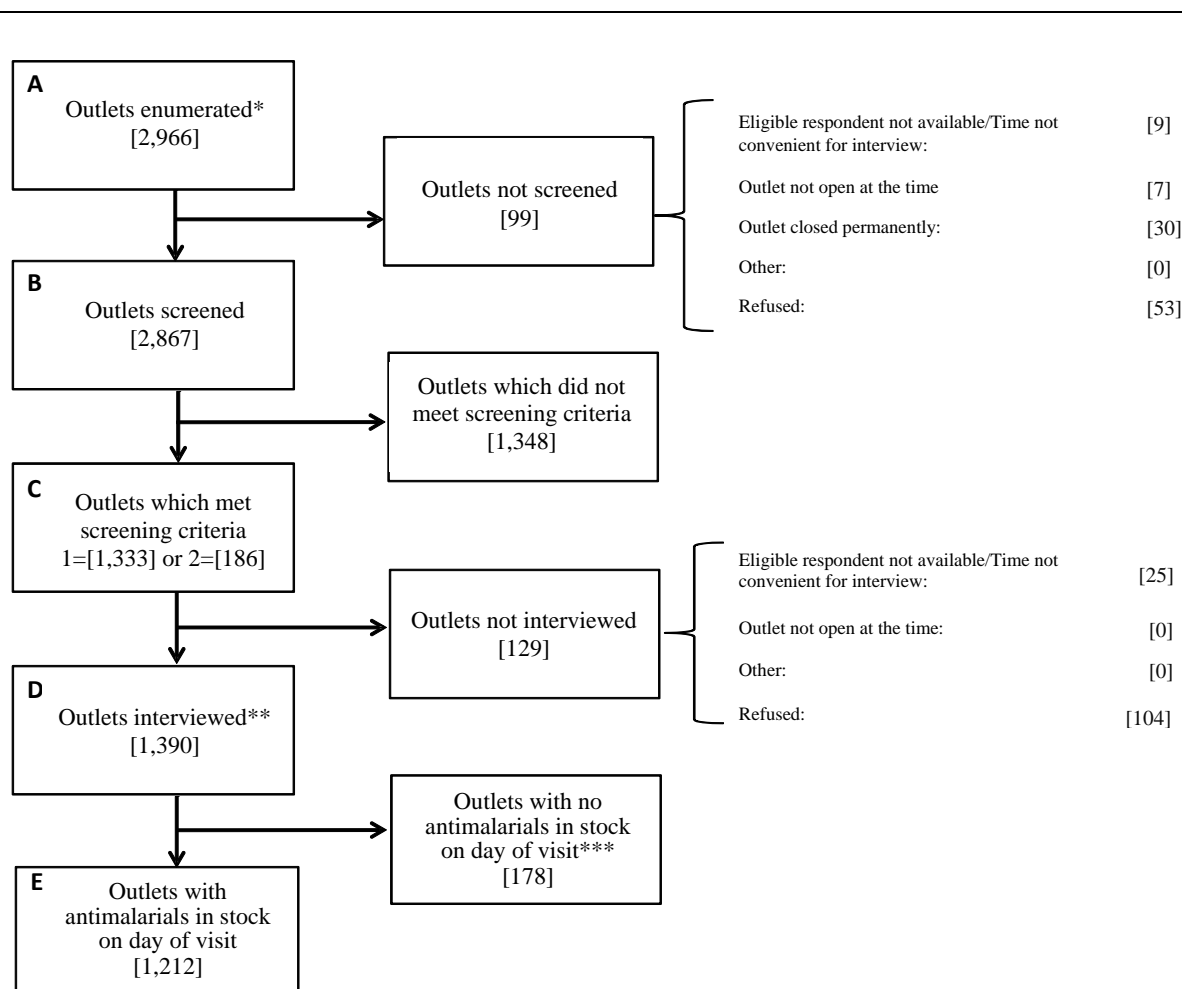 A
Outlets enumerated*
[2,966]
Outlets not screened
[99]
Eligible respondent not available/Time not
convenient for interview:
[9]
Outlet not open at the time
[7]
Outlet closed permanently:
[30]
Other:
[0]
Refused:
[53]
B
Outlets screened
[2,867]
Outlets which did not
meet screening criteria
[1,348]
C
Outlets which met
screening criteria
1=[1,333] or 2=[186]
Outlets not interviewed
[129]
Eligible respondent not available/Time not
convenient for interview:
[25]
Outlet not open at the time:
[0]
Other:
[0]
Refused:
[104]
D
Outlets interviewed**
[1,390]
Outlets with no
antimalarials in stock
on day of visit***
[178]
E
Outlets with
antimalarials in stock
on day of visit
[1,212]